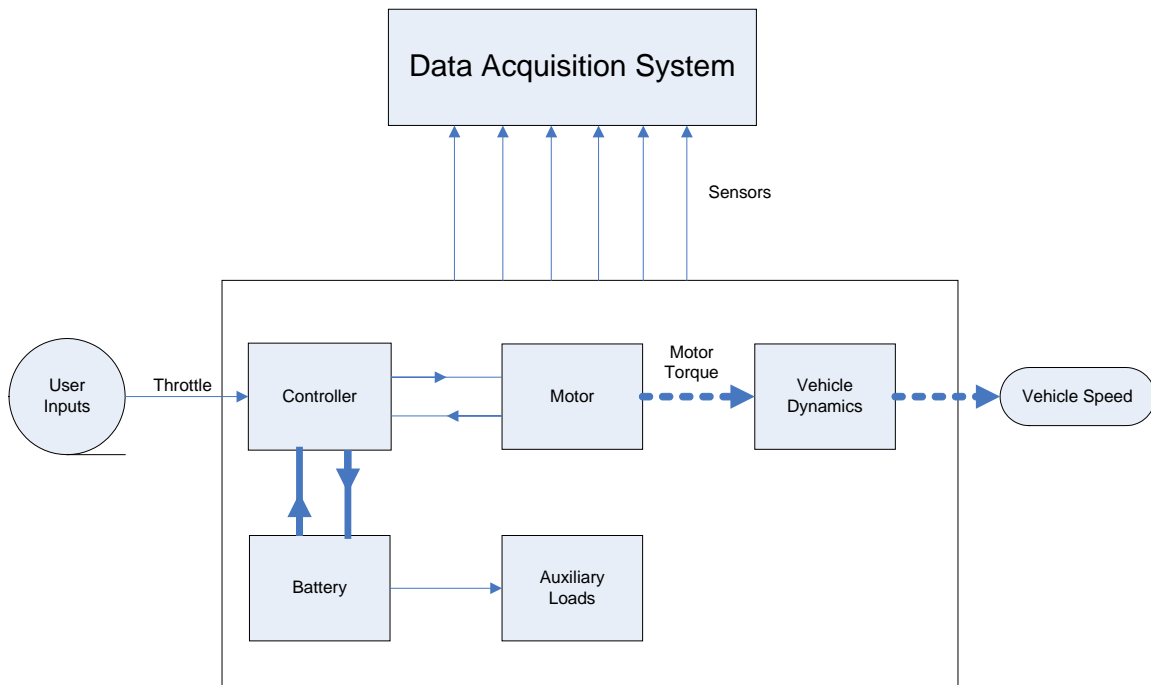 Data Acquisition System
Sensors
User
Inputs
Throttle
Controller
Motor
Motor
Torque
Vehicle
Dynamics
Vehicle Speed
Battery
Auxiliary
Loads